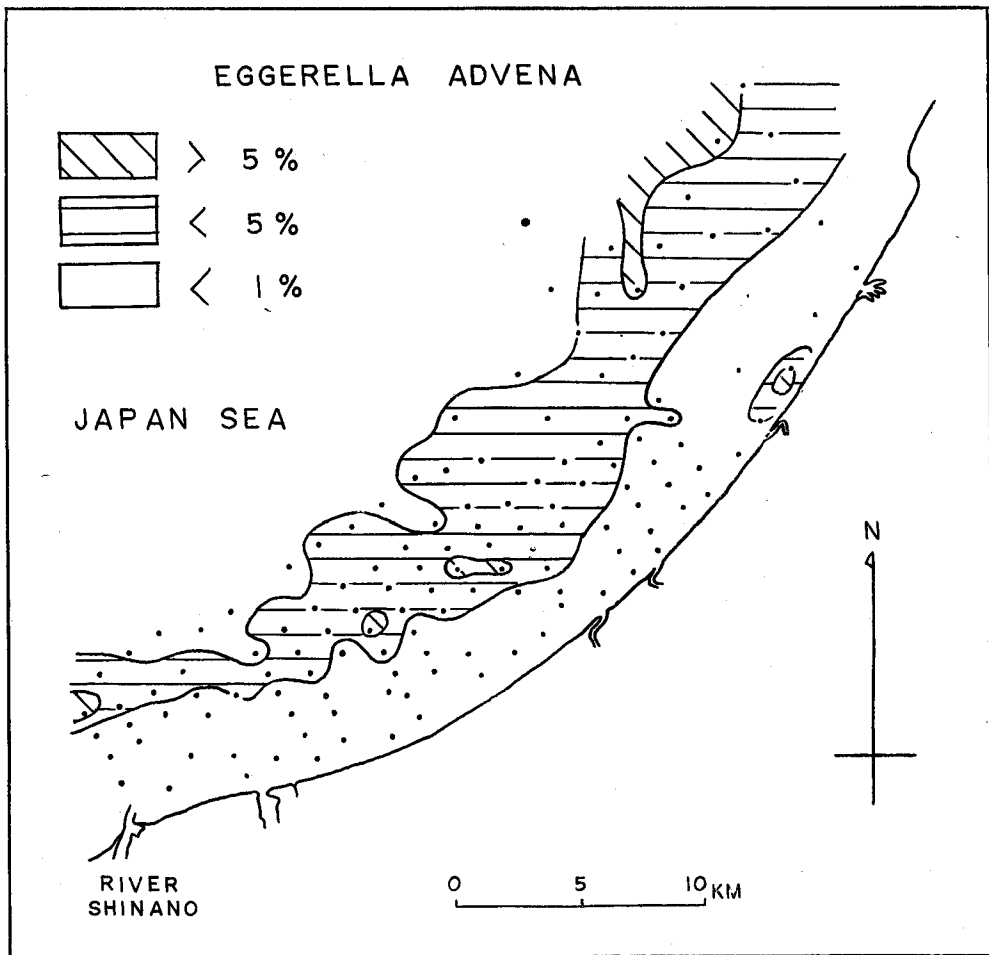 EGGERELLA ADVENA
> 5 %
< 5 %
< 1 %
JAPAN SEA
N
RIVER
SHINANO
0 5 10 KM